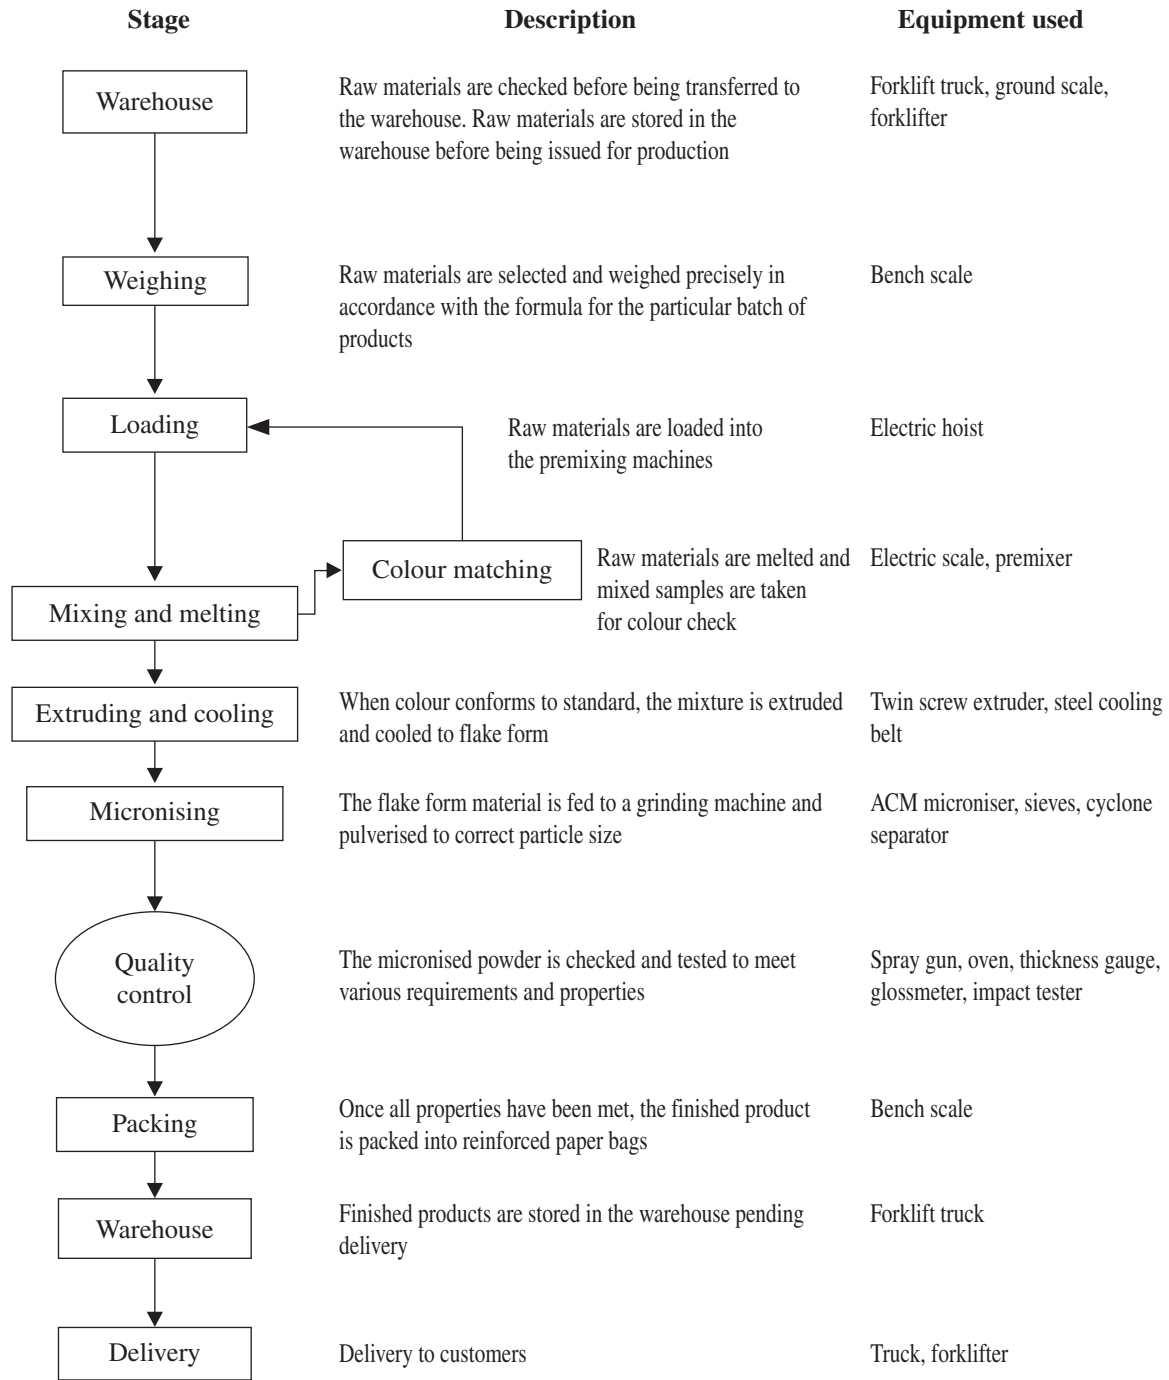 Stage Description Equipment used
Warehouse
Raw materials are checked before being transferred to
the warehouse. Raw materials are stored in the
warehouse before being issued for production
Forklift truck, ground scale,
forklifter
Weighing
Raw materials are selected and weighed precisely in
accordance with the formula for the particular batch of
products
Bench scale
Loading
Raw materials are loaded into
the premixing machines
Electric hoist
Colour matching
Mixing and melting
Raw materials are melted and
mixed samples are taken
for colour check
Electric scale, premixer
Extruding and cooling
When colour conforms to standard, the mixture is extruded
and cooled to flake form
Twin screw extruder, steel cooling
belt
Micronising
The flake form material is fed to a grinding machine and
pulverised to correct particle size
ACM microniser, sieves, cyclone
separator
Quality
control
The micronised powder is checked and tested to meet
various requirements and properties
Spray gun, oven, thickness gauge,
glossmeter, impact tester
Packing
Once all properties have been met, the finished product
is packed into reinforced paper bags
Bench scale
Warehouse
Finished products are stored in the warehouse pending
delivery
Forklift truck
Delivery
Delivery to customers
Truck, forklifter